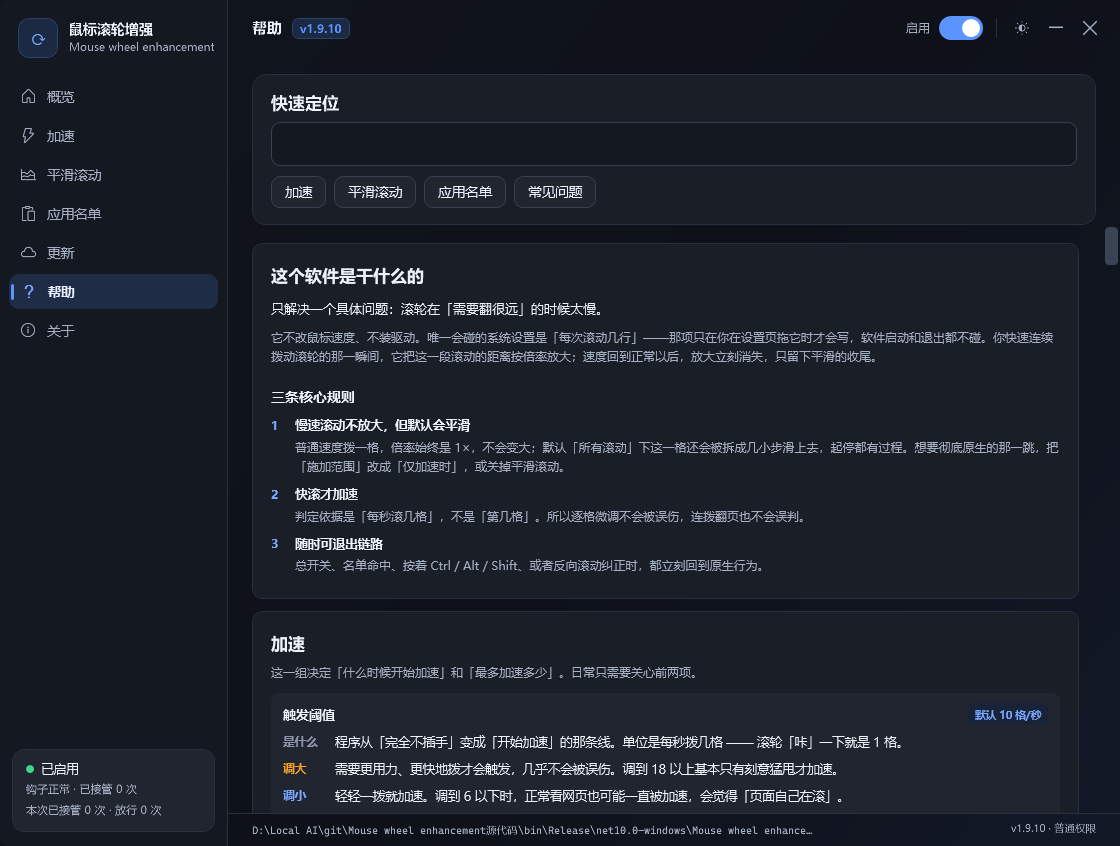 鼠标滚轮增强
Mouse wheel enhancement
概览
加速
平滑滚动
应用名单
更新
? 帮助
关于
已启用
钩子正常 · 已接管 0 次
本次已接管 0 次 · 放行 0 次
帮助 v1.9.10
启用
快速定位
加速 平滑滚动 应用名单 常见问题
这个软件是干什么的
只解决一个具体问题：滚轮在「需要翻很远」的时候太慢。
它不改鼠标速度、不装驱动。唯一会碰的系统设置是「每次滚动几行」——那项只在你在设置页拖它时才会写，软件启动和退出都不碰。你快速连续
拨动滚轮的那一瞬间，它把这一段滚动的距离按倍率放大；速度回到正常以后，放大立刻消失，只留下平滑的收尾。
三条核心规则
1 慢速滚动不放大，但默认会平滑
普通速度拨一格，倍率始终是 1×，不会变大；默认「所有滚动」下这一格还会被拆成几小步滑上去，起停都有过程。想要彻底原生的那一跳，把
「施加范围」改成「仅加速时」，或关掉平滑滚动。
2 快滚才加速
判定依据是「每秒滚几格」，不是「第几格」。所以逐格微调不会被误伤，连拨翻页也不会误判。
3 随时可退出链路
总开关、名单命中、按着 Ctrl / Alt / Shift、或者反向滚动纠正时，都立刻回到原生行为。
加速
这一组决定「什么时候开始加速」和「最多加速多少」。日常只需要关心前两项。
触发阈值 默认 10 格/秒
是什么 程序从「完全不插手」变成「开始加速」的那条线。单位是每秒拨几格 —— 滚轮「咔」一下就是 1 格。
调大 需要更用力、更快地拨才会触发，几乎不会被误伤。调到 18 以上基本只有刻意猛甩才加速。
调小 轻轻一拨就加速。调到 6 以下时，正常看网页也可能一直被加速，会觉得「页面自己在滚」。
D:\Local AI\git\Mouse wheel enhancement源代码\bin\Release\net10.0-windows\Mouse wheel enhance…
v1.9.10 · 普通权限